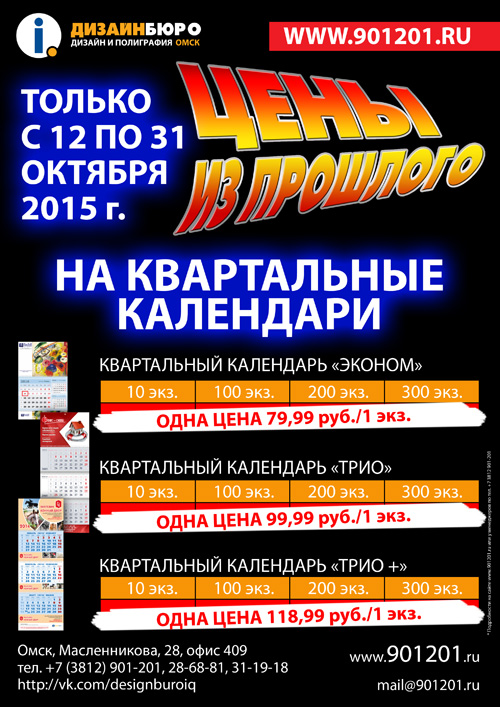 i.
ДИЗАЙНБЮРО
ДИЗАЙН И ПОЛИГРАФИЯ ОМСК
WWW.901201.RU
ТОЛЬКО
С 12 ПО 31
ОКТЯБРЯ
2015 г.
ЦЕНЫ
ИЗ ПРОШЛОГО
НА КВАРТАЛЬНЫЕ
КАЛЕНДАРИ
КВАРТАЛЬНЫЙ КАЛЕНДАРЬ «ЭКОНОМ»
10 экз. 100 экз. 200 экз. 300 экз.
ОДНА ЦЕНА 79,99 руб./1 экз.
КВАРТАЛЬНЫЙ КАЛЕНДАРЬ «ТРИО»
10 экз. 100 экз. 200 экз. 300 экз.
ОДНА ЦЕНА 99,99 руб./1 экз.
КВАРТАЛЬНЫЙ КАЛЕНДАРЬ «ТРИО +»
10 экз. 100 экз. 200 экз. 300 экз.
ОДНА ЦЕНА 118,99 руб./1 экз.
Омск, Масленникова, 28, офис 409
тел. +7 (3812) 901-201, 28-68-81, 31-19-18
http://vk.com/designburoiq
www.901201.ru
mail@901201.ru